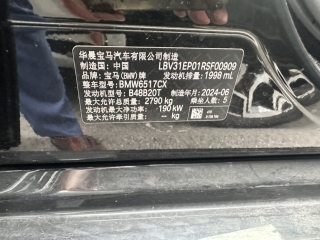 华晨宝马汽车有限公司制造
制造国: 中国 LBV31EP01RSF00909
品牌: 宝马(BMW)牌 发动机排量: 1998 mL
整车型号: BMW6517CX
发动机型号: B48B20T 制造年月: 2024-06
最大允许总质量: 2790 kg 乘坐人数: 5
发动机最大净功率: 190 kW
最大允许牵引质量: — kg